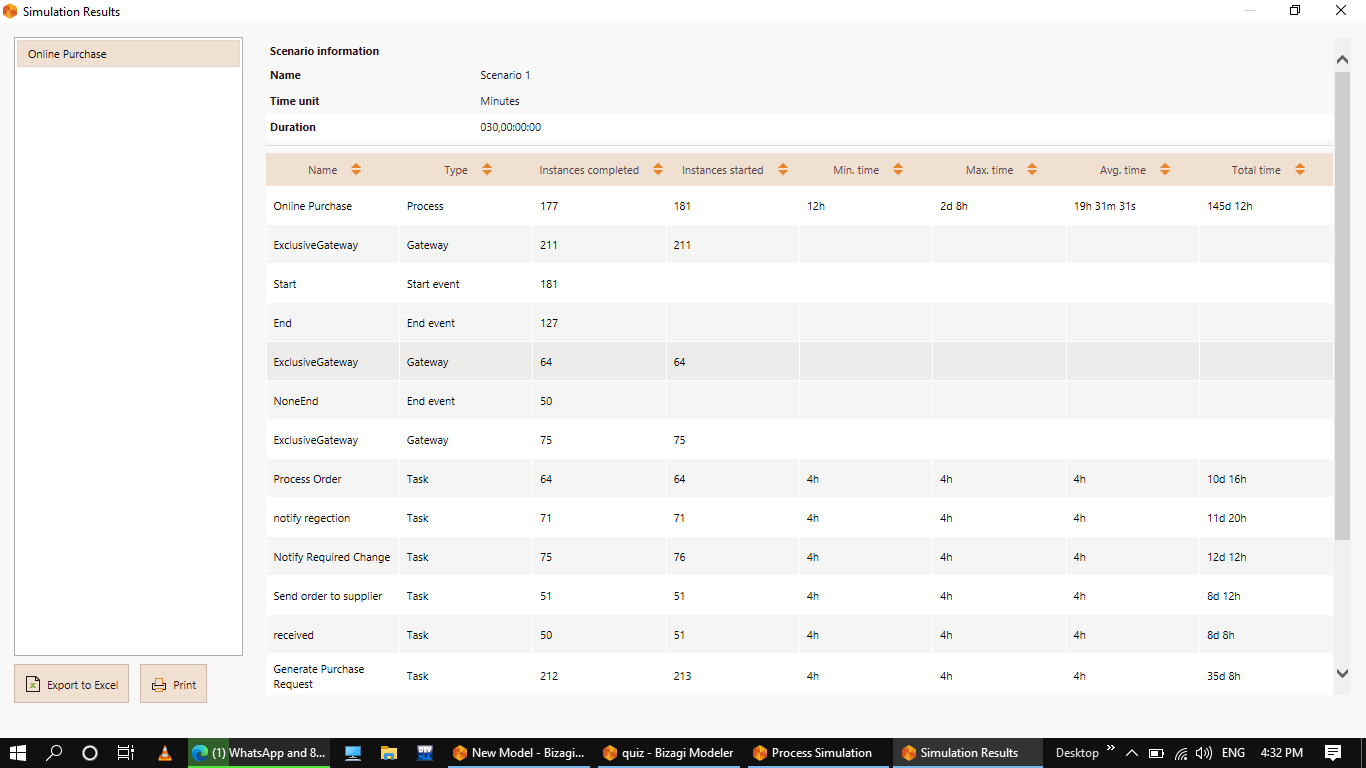 Simulation Results
Online Purchase
Scenario information
Name Scenario 1
Time unit Minutes
Duration 030,00:00:00
Name Type Instances completed Instances started Min. time Max. time Avg. time Total time
Online Purchase Process 177 181 12h 2d 8h 19h 31m 31s 145d 12h
ExclusiveGateway Gateway 211 211
Start Start event 181
End End event 127
ExclusiveGateway Gateway 64 64
NoneEnd End event 50
ExclusiveGateway Gateway 75 75
Process Order Task 64 64 4h 4h 4h 10d 16h
notify regection Task 71 71 4h 4h 4h 11d 20h
Notify Required Change Task 75 76 4h 4h 4h 12d 12h
Send order to supplier Task 51 51 4h 4h 4h 8d 12h
received Task 50 51 4h 4h 4h 8d 8h
Generate Purchase
Request Task 212 213 4h 4h 4h 35d 8h
Export to Excel Print
(1) WhatsApp and 8... New Model - Bizagi... quiz - Bizagi Modeler Process Simulation Simulation Results Desktop ENG 4:32 PM